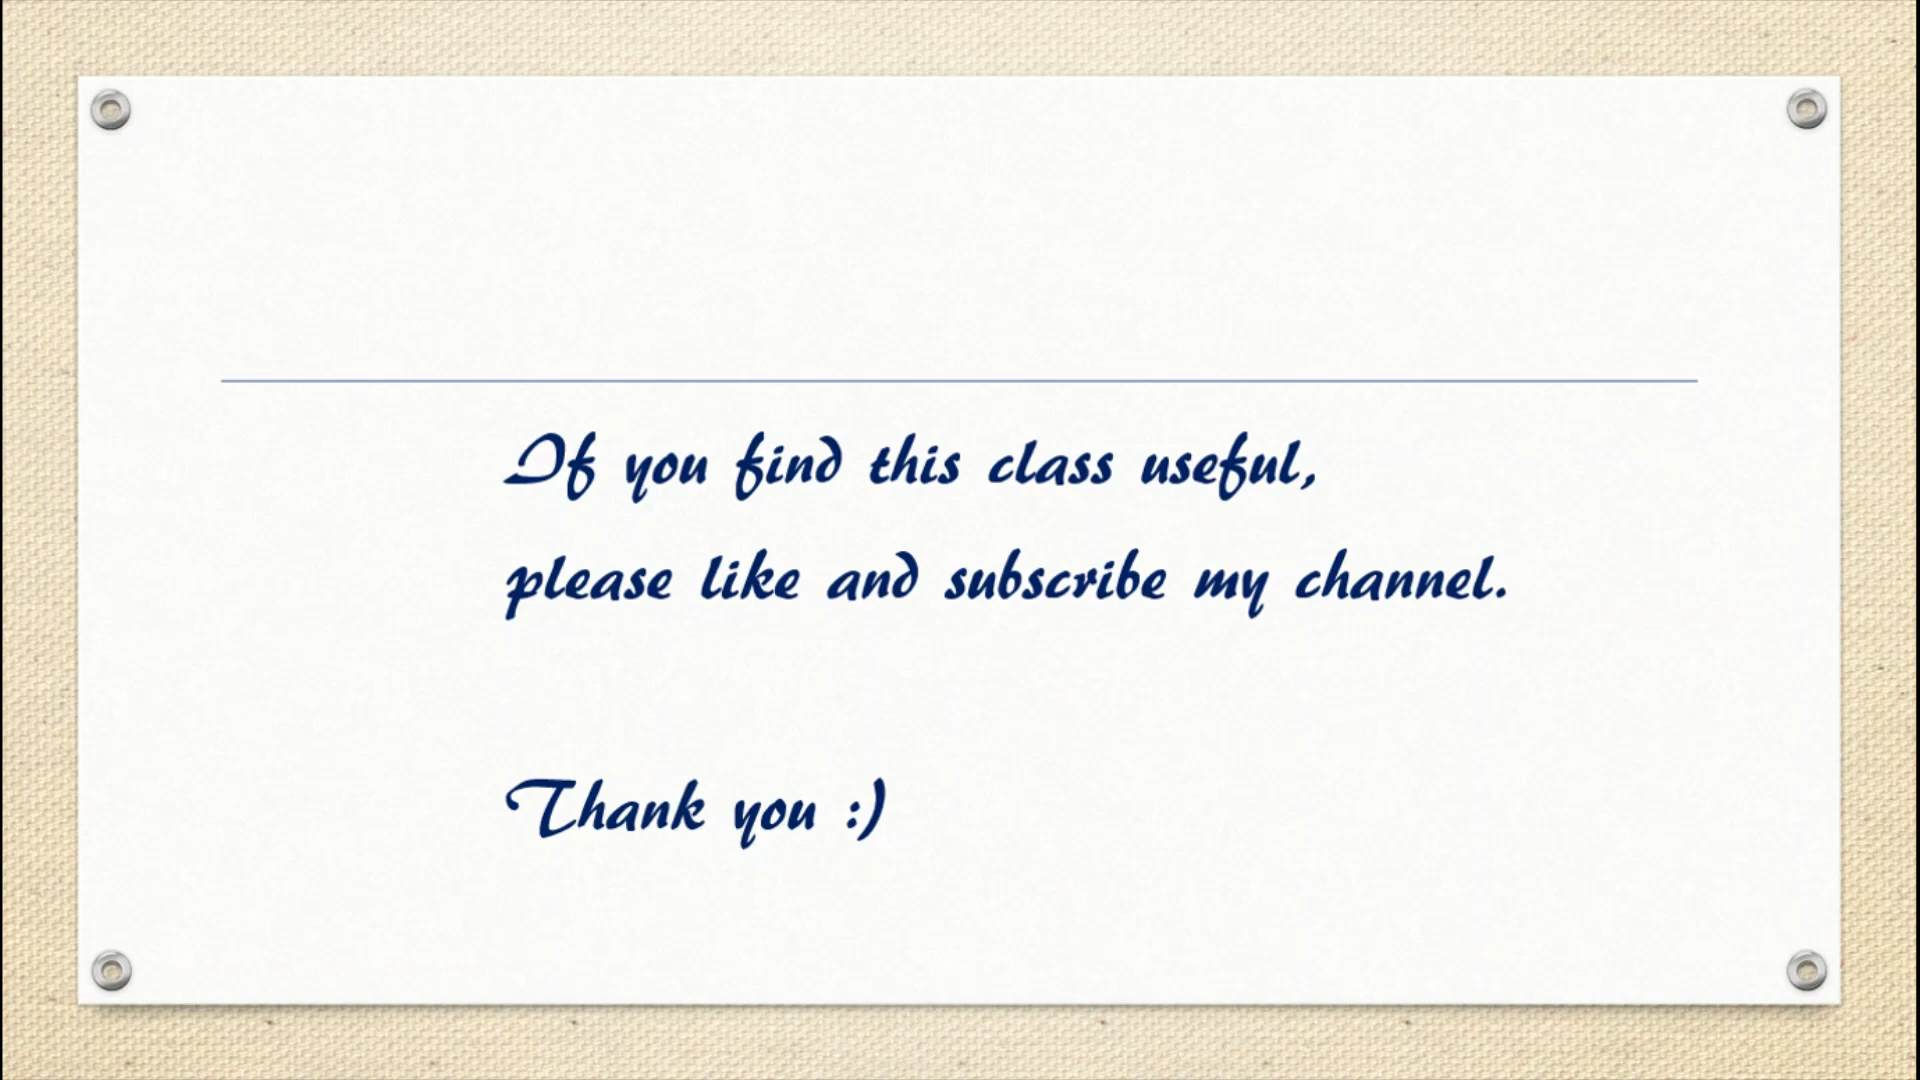 If you find this class useful,
please like and subscribe my channel.
Thank you :)